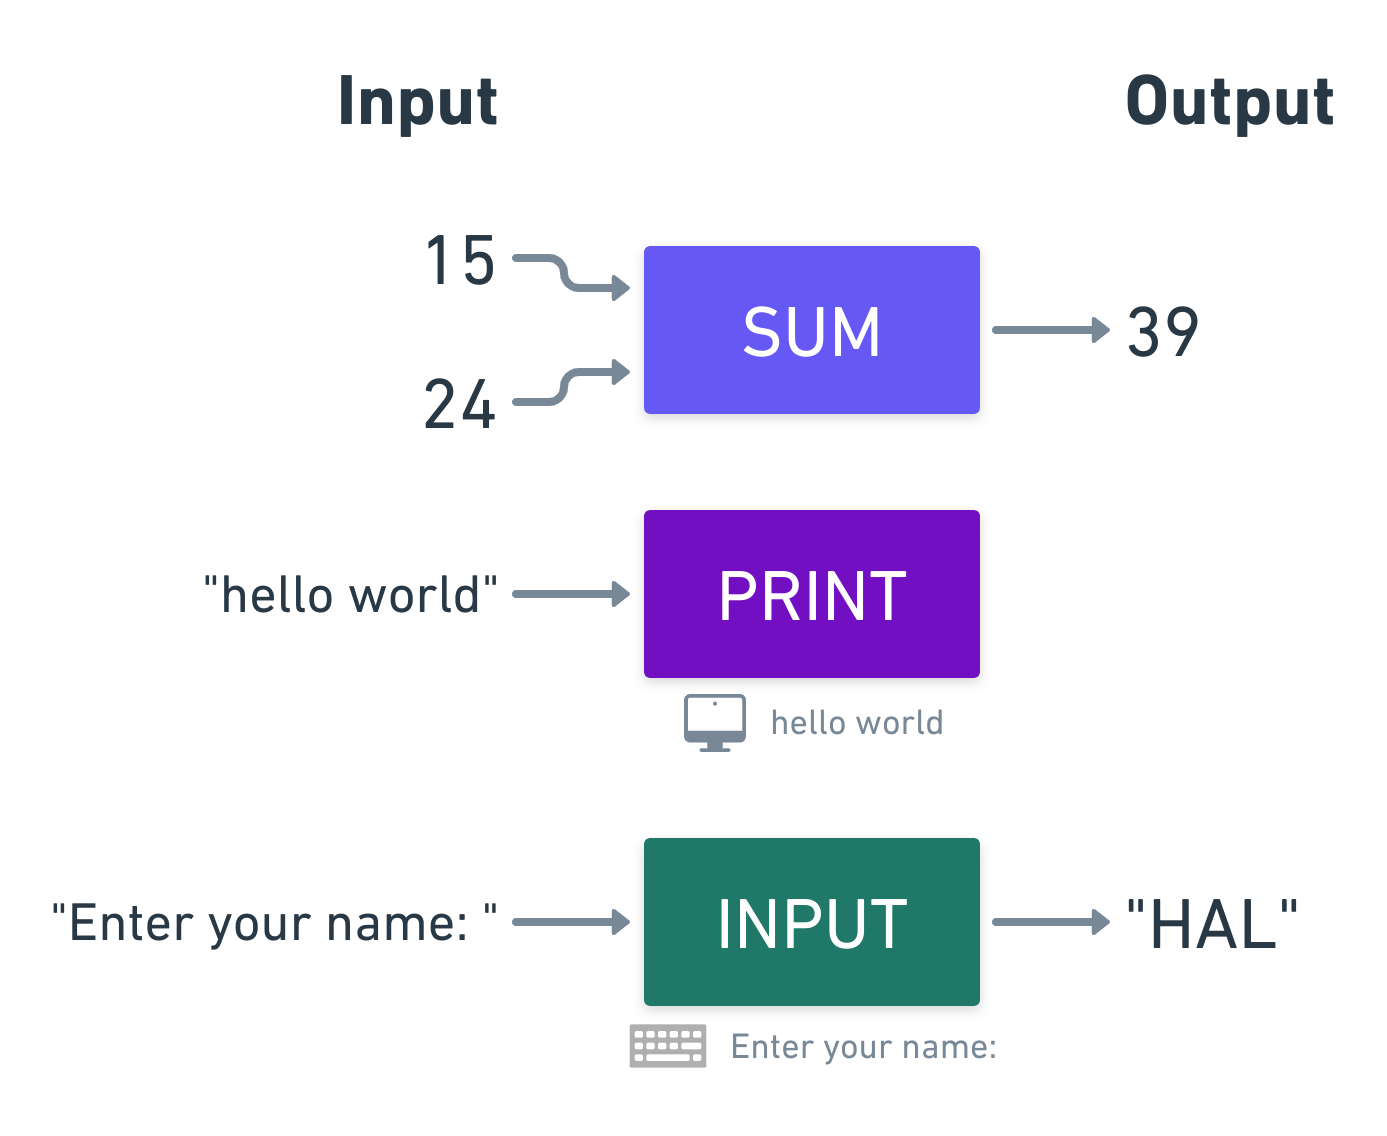 Input
Output
15
24
SUM
39
"hello world"
PRINT
hello world
"Enter your name: "
INPUT
"HAL"
Enter your name: